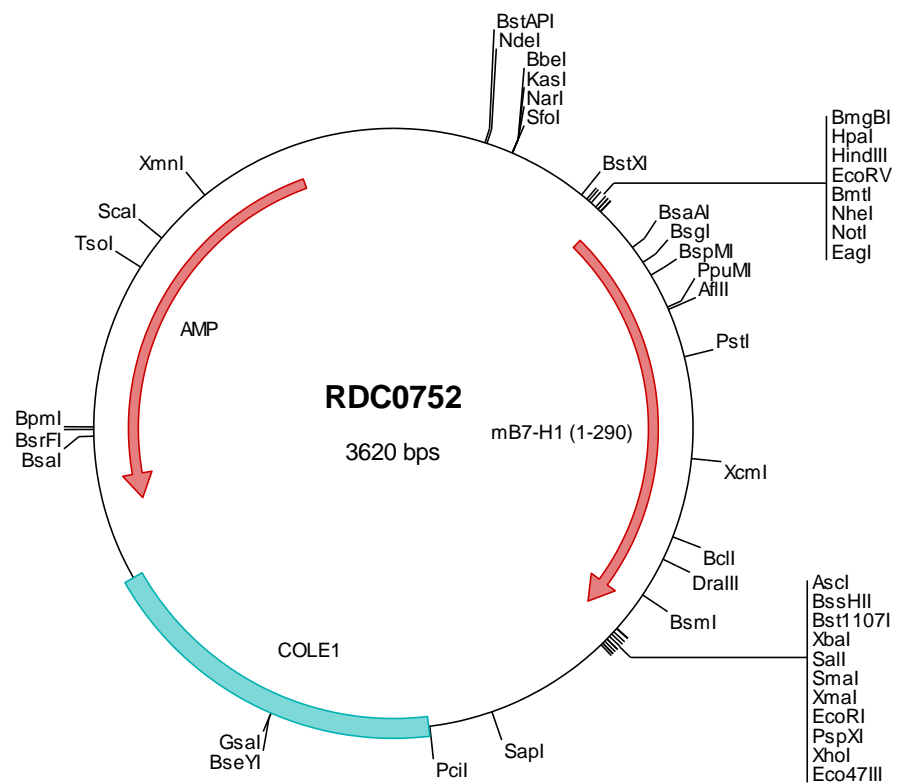 BstAPI
NdeI
BbeI
KasI
NarI
SfoI
BstXI
BmgBI
HpaI
HindIII
EcoRV
BmtI
NheI
NotI
EagI
BsaAI
BsgI
BspMI
PpuMI
AflII
PstI
XcmI
BclI
DraIII
BsmI
AscI
BssHII
Bst1107I
XbaI
SalI
SmaI
XmaI
EcoRI
PspXI
XhoI
Eco47III
SapI
PciI
GsaI
BseYI
COLE1
BpmI
BsrFI
BsaI
TsoI
ScaI
XmnI
AMP
RDC0752
3620 bps
mB7-H1 (1-290)